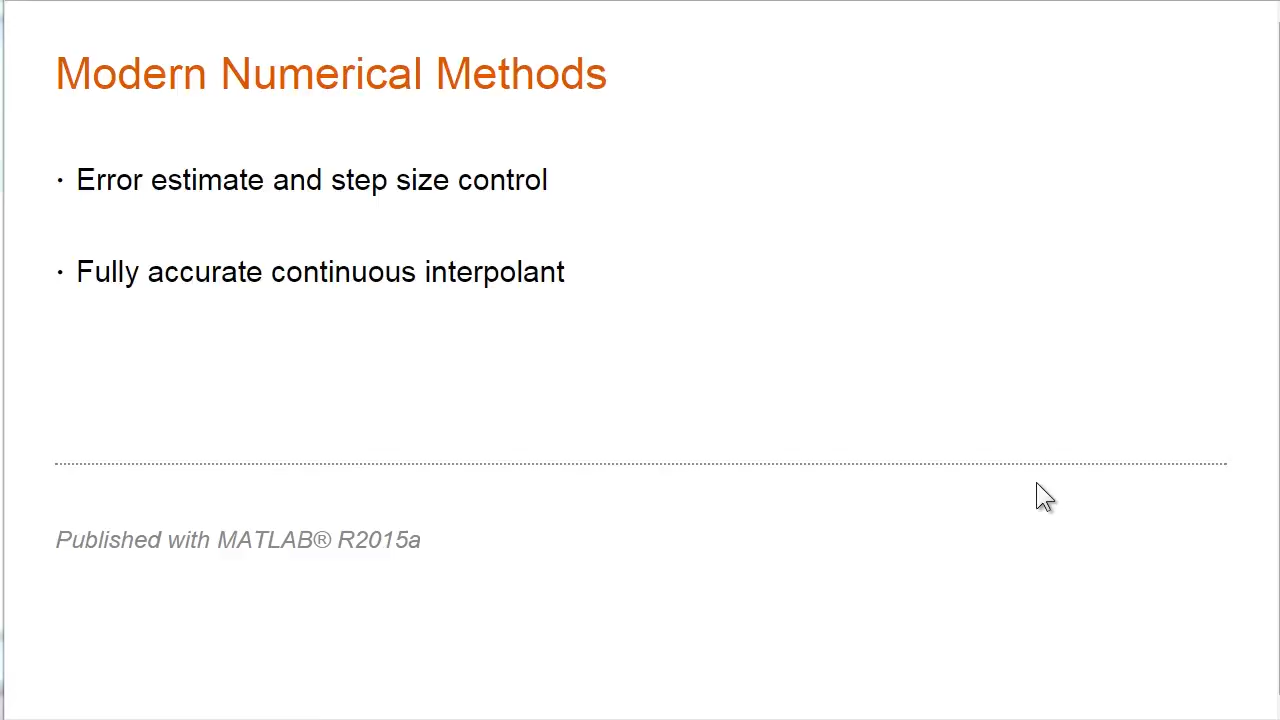 Modern Numerical Methods
· Error estimate and step size control
· Fully accurate continuous interpolant
Published with MATLAB® R2015a